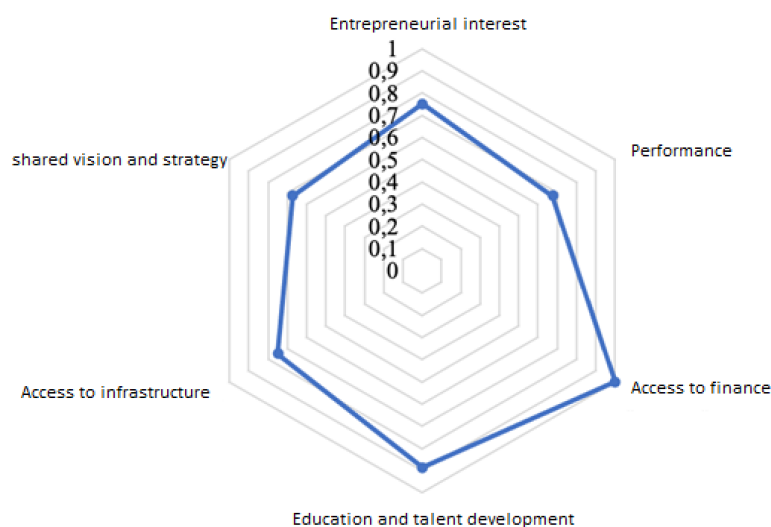 Entrepreneurial interest
1
0,9
0,8
0,7
0,6
0,5
0,4
0,3
0,2
0,1
0
Performance
shared vision and strategy
Access to infrastructure
Access to finance
Education and talent development